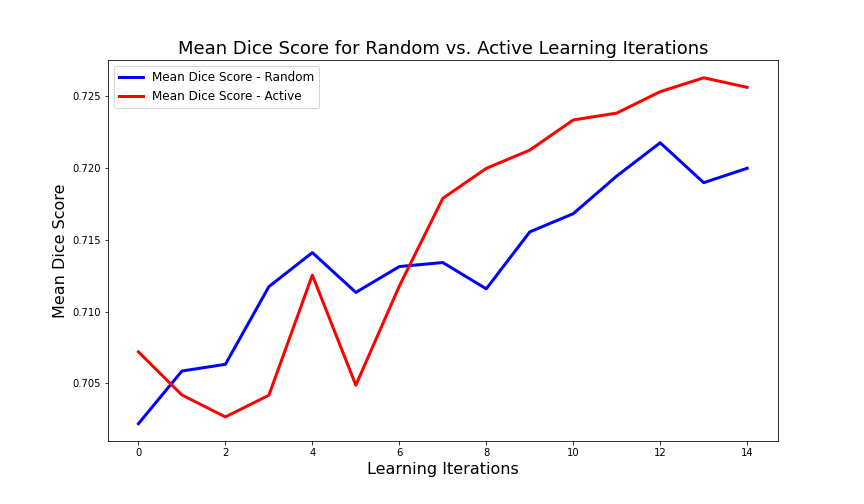 Mean Dice Score for Random vs. Active Learning Iterations
Mean Dice Score - Random
Mean Dice Score - Active
0.725
0.720
0.715
0.710
0.705
Mean Dice Score
0 2 4 6 8 10 12 14
Learning Iterations